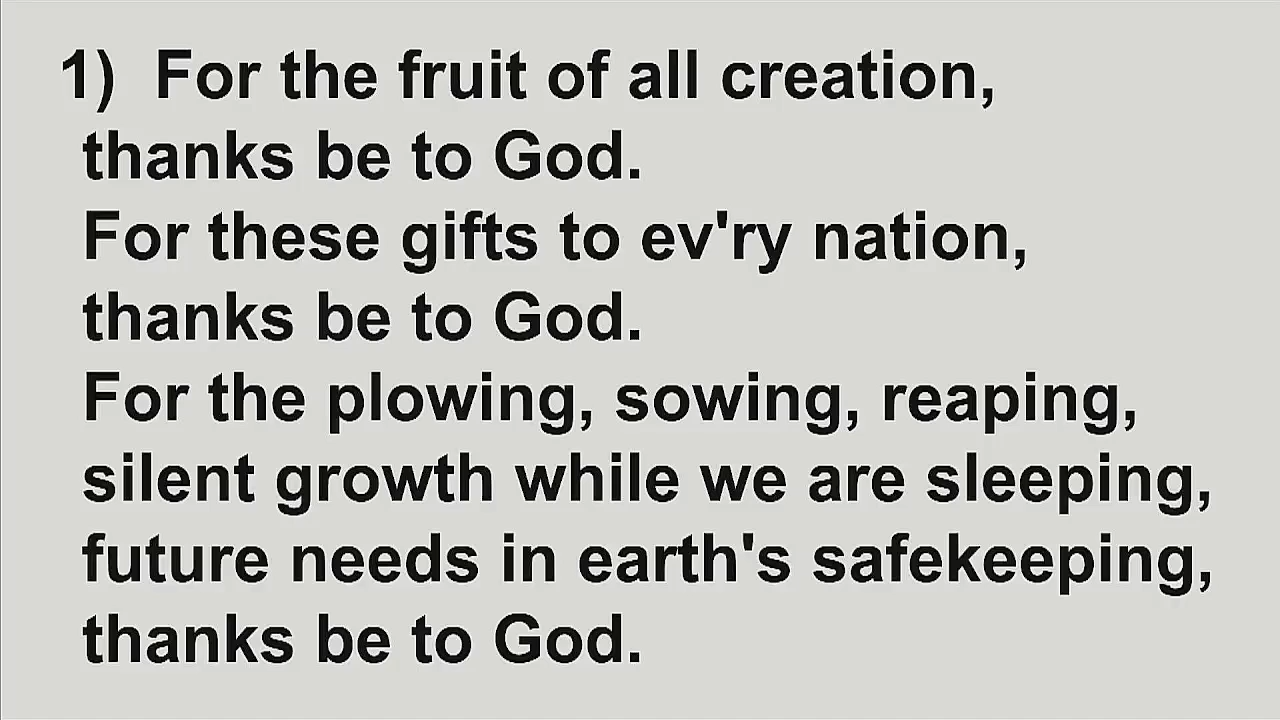 1) For the fruit of all creation,
thanks be to God.
For these gifts to ev'ry nation,
thanks be to God.
For the plowing, sowing, reaping,
silent growth while we are sleeping,
future needs in earth's safekeeping,
thanks be to God.